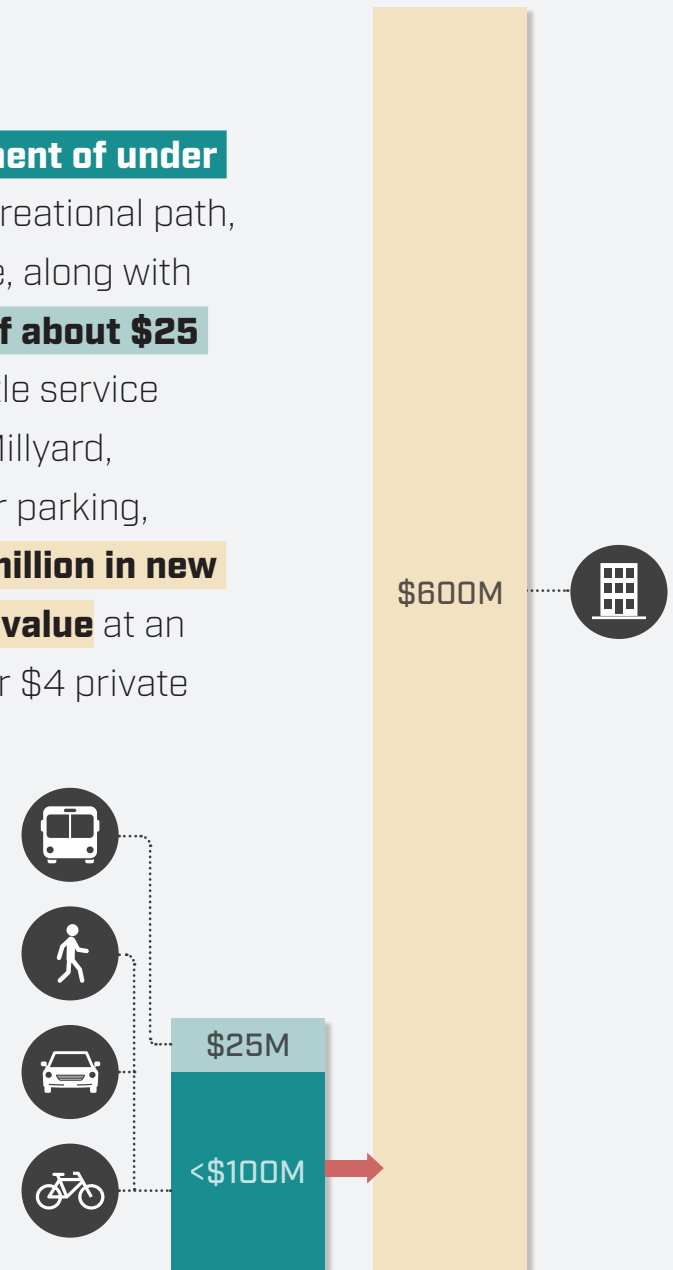 ment of under
reational path,
e, along with
f about $25
tle service
Millyard,
r parking,
million in new
value at an
r $4 private
$600M
$25M
<$100M